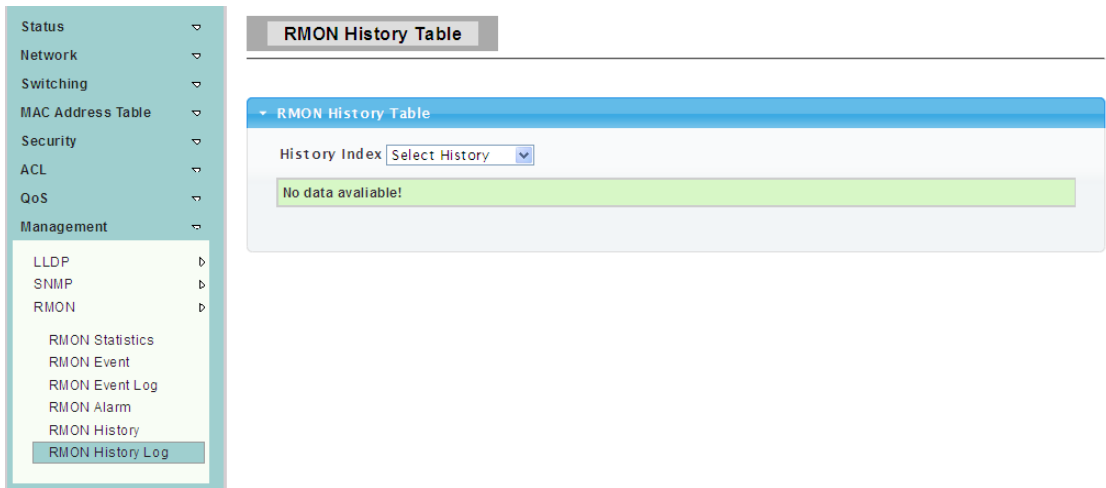 Status
Network
Switching
MAC Address Table
Security
ACL
QoS
Management
LLDP
SNMP
RMON
RMON Statistics
RMON Event
RMON Event Log
RMON Alarm
RMON History
RMON History Log
RMON History Table
RMON History Table
History Index Select History
No data avaliable!